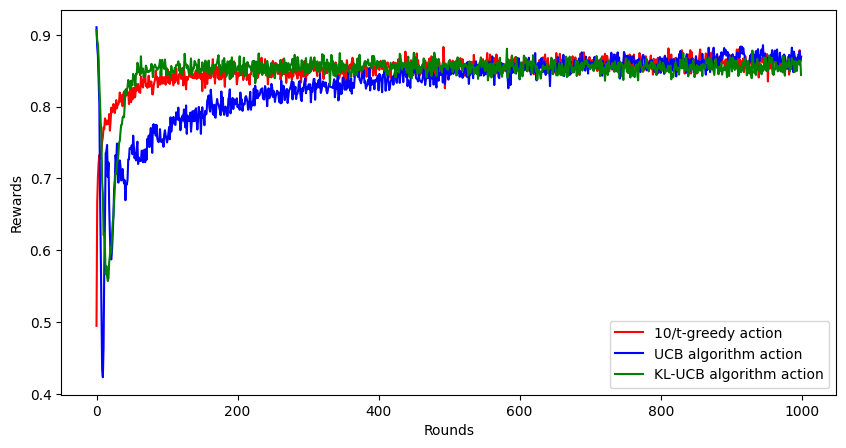 0.9
0.8
0.7
0.6
0.5
0.4
Rewards
0
200
400
600
800
1000
Rounds
10/t-greedy action
UCB algorithm action
KL-UCB algorithm action